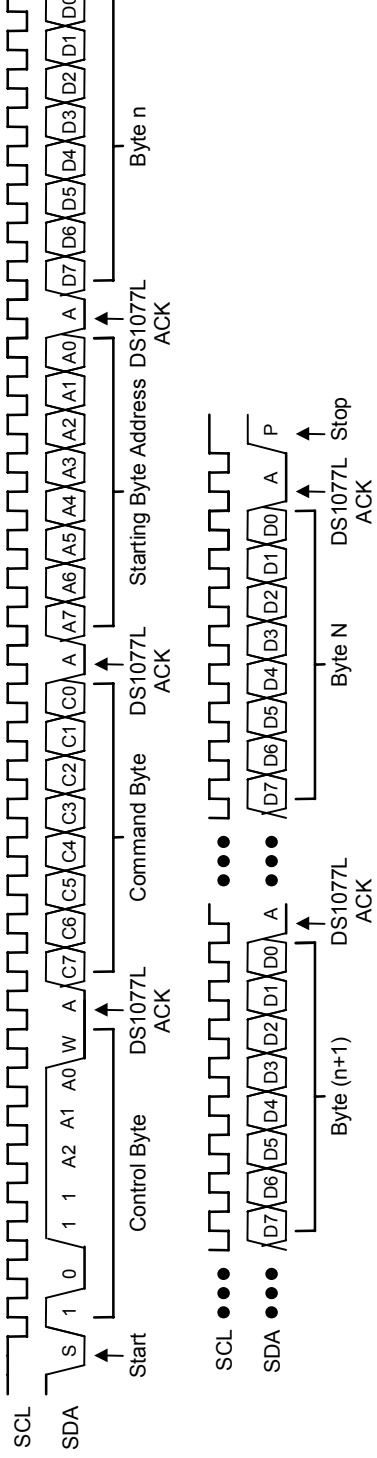 SCL
SDA S 1 0 1 1 A2 A1 A0 W A C7 C6 C5 C4 C3 C2 C1 C0 A A7 A6 A5 A4 A3 A2 A1 A0 A D7 D6 D5 D4 D3 D2 D1 D0
Start Control Byte DS1077L Command Byte DS1077L Starting Byte Address DS1077L Byte n
ACK ACK ACK
SCL
SDA D7 D6 D5 D4 D3 D2 D1 D0 A D7 D6 D5 D4 D3 D2 D1 D0 A P
Byte (n+1) DS1077L Byte N DS1077L Stop
ACK ACK